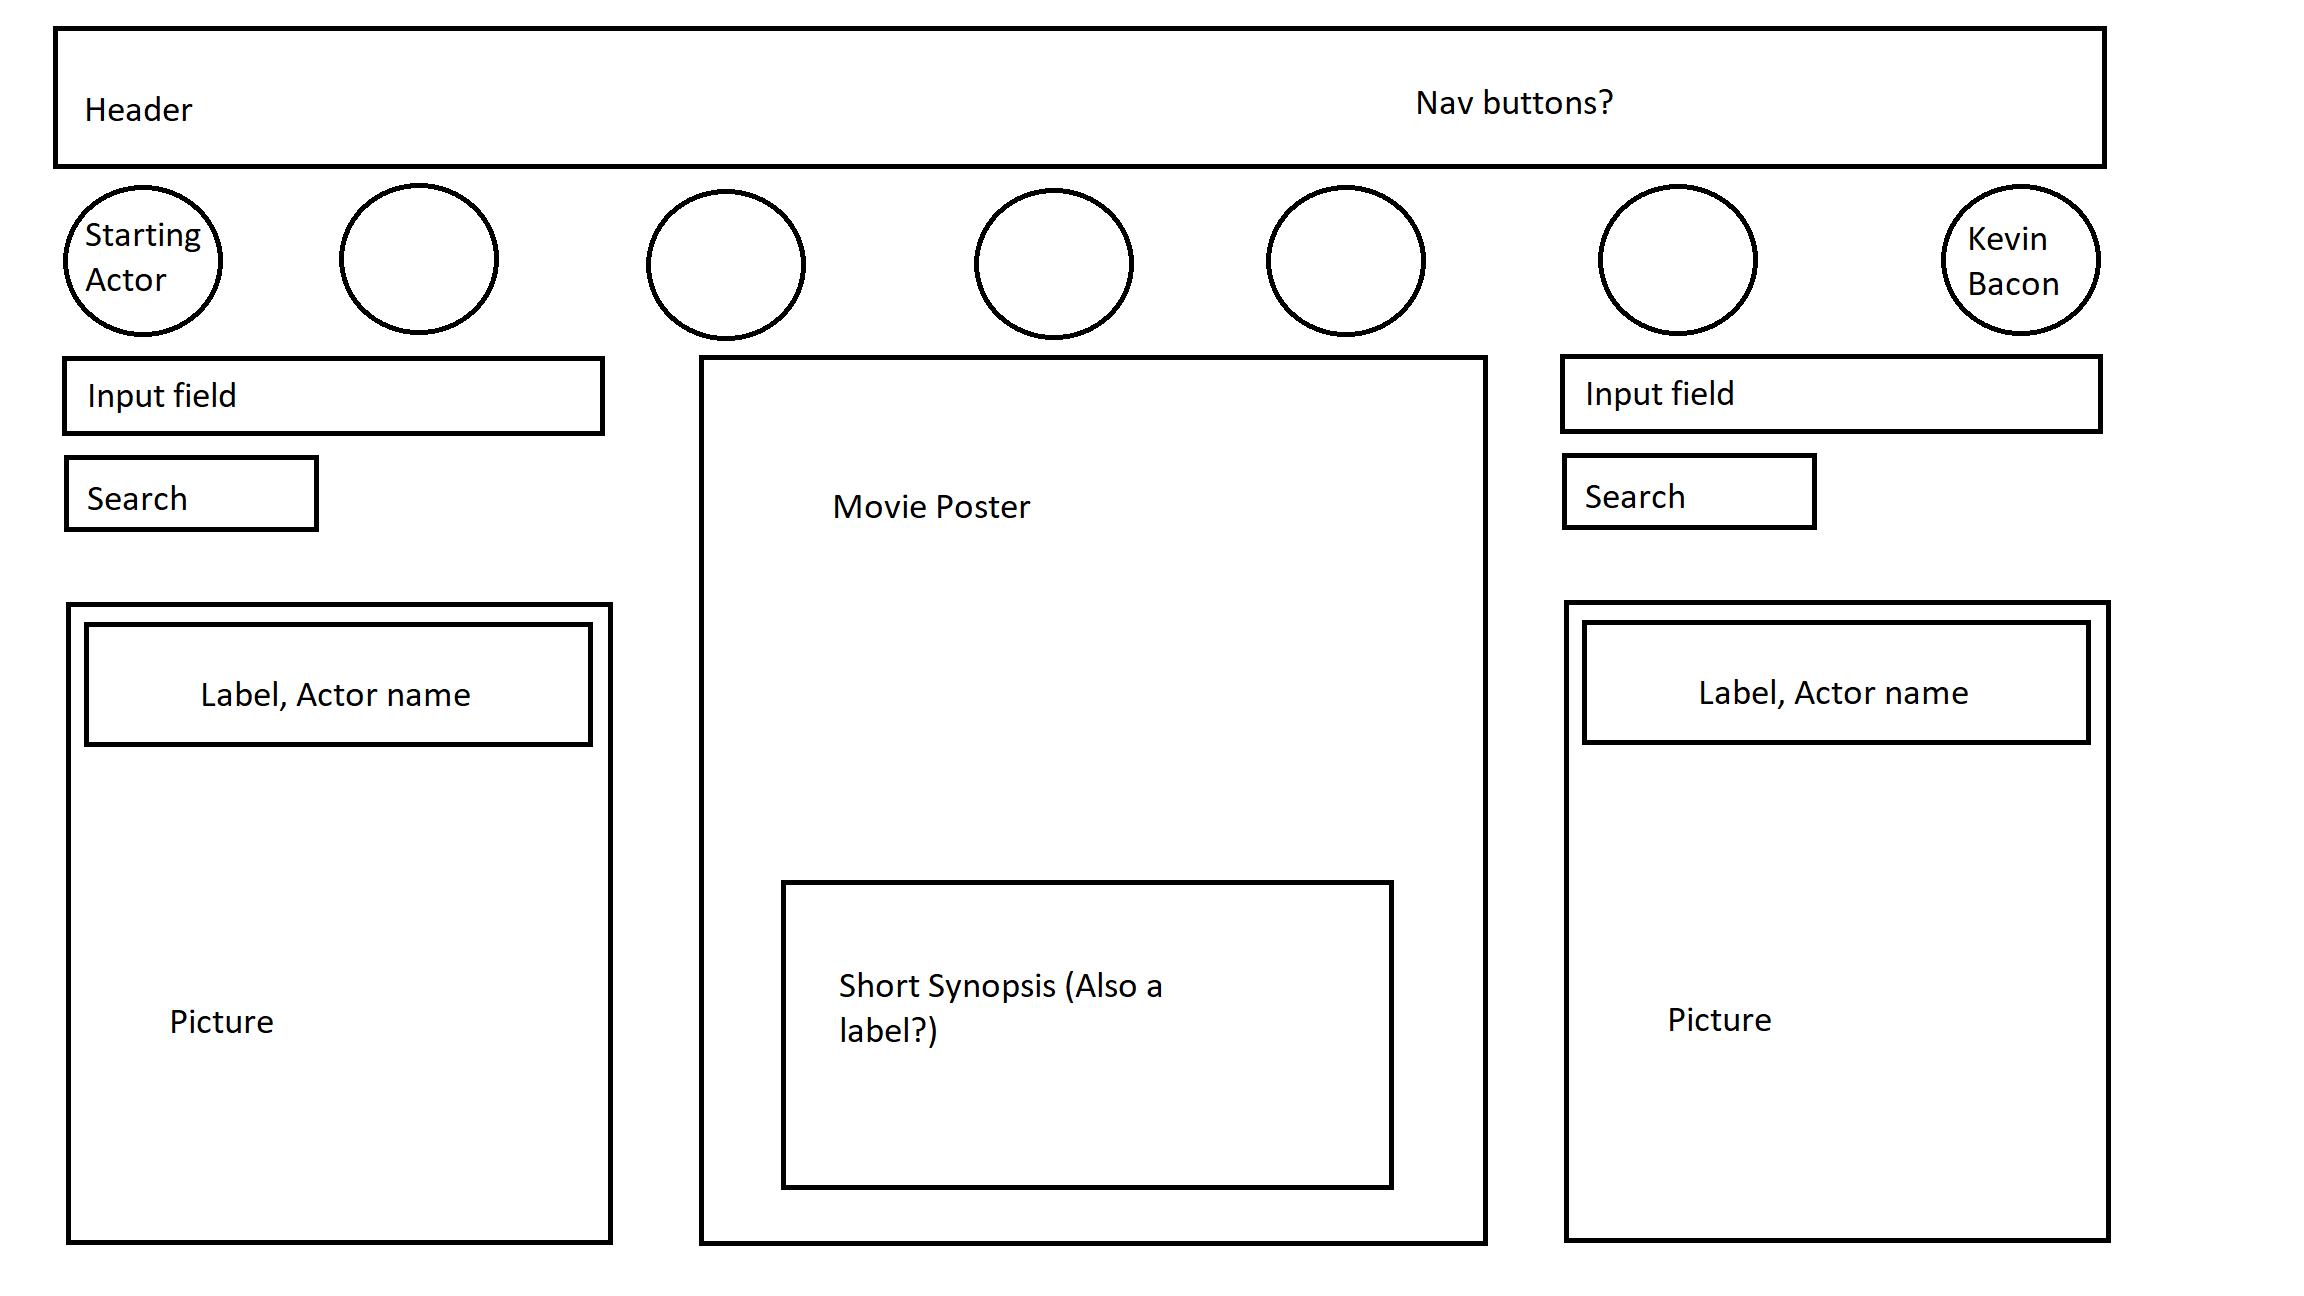 Header
Nav buttons?
Starting
Actor
Kevin
Bacon
Input field
Input field
Search
Movie Poster
Search
Label, Actor name
Label, Actor name
Short Synopsis (Also a
label?)
Picture
Picture